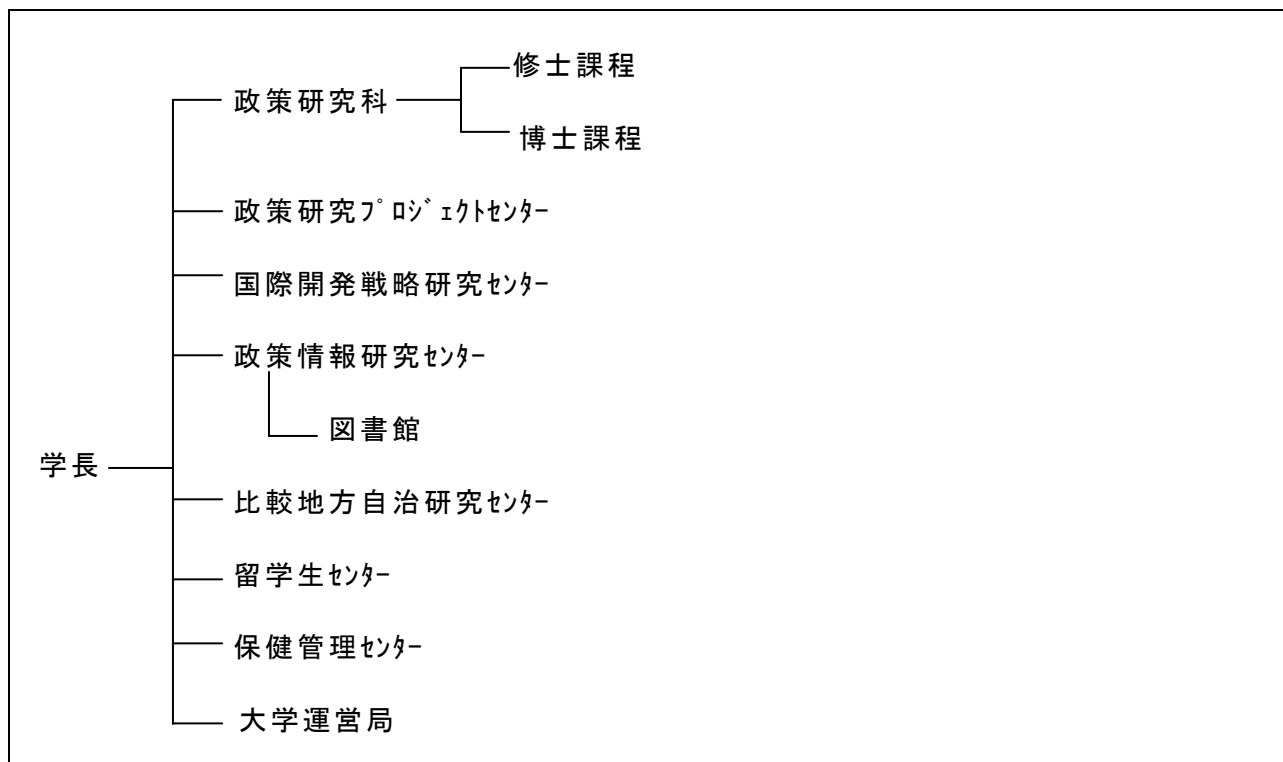 修士課程
政策研究科
博士課程
政策研究ﾌﾟﾛｼﾞｪｸﾄｾﾝﾀｰ
国際開発戦略研究ｾﾝﾀｰ
政策情報研究ｾﾝﾀｰ
図書館
学長
比較地方自治研究ｾﾝﾀｰ
留学生ｾﾝﾀｰ
保健管理ｾﾝﾀｰ
大学運営局